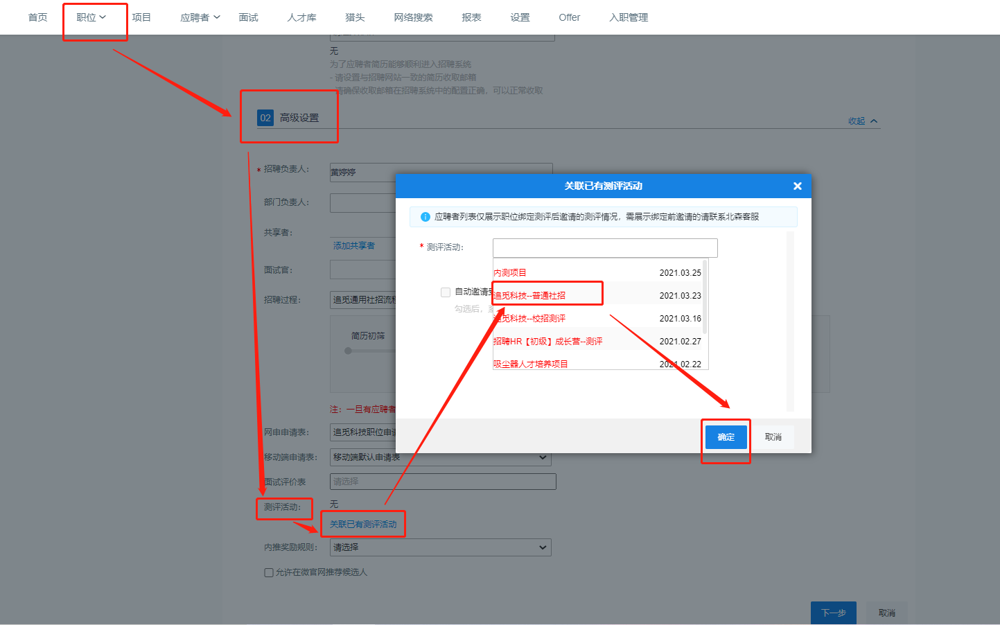 首页 职位 项目 应聘者 面试 人才库 猎头 网络搜索 报表 设置 Offer 入职管理
无
为了应聘者简历能够顺利进入招聘系统
- 请设置与招聘网站一致的简历收取邮箱
请确保收取邮箱在招聘系统中的配置正确，可以正常收取
02 高级设置
收起
* 招聘负责人： 黄婷婷
部门负责人：
共享者：
添加共享者
面试官：
招聘过程： 追觅通用社招流程
简历初筛
注：一旦有应聘者
网申申请表： 追觅科技职位申请
移动端申请表： 移动端默认申请表
面试评价表 请选择
测评活动： 无
关联已有测评活动
内推奖励规则： 请选择
允许在微官网推荐候选人
下一步 取消
关联已有测评活动
应聘者列表仅展示职位绑定测评后邀请的测评情况，需展示绑定前邀请的请联系北森客服
* 测评活动：
内测项目 2021.03.25
自动邀请
追觅科技--普通社招 2021.03.23
勾选后，
追觅科技--校招测评 2021.03.16
招聘HR【初级】成长营--测评 2021.02.27
吸尘器人才培养项目 2021.02.22
确定 取消